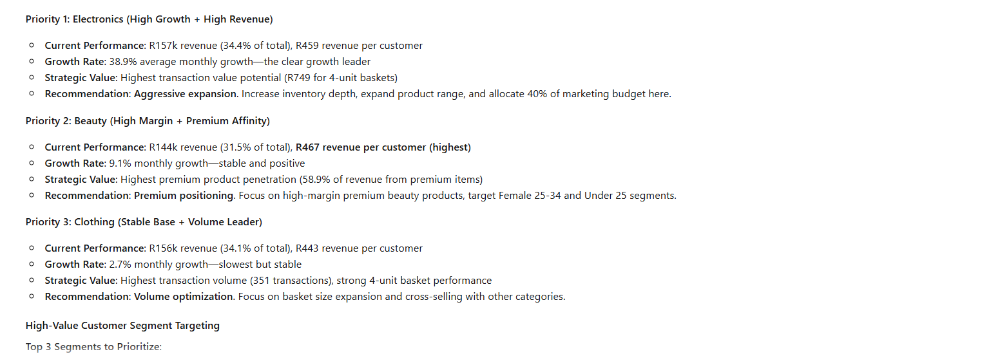 Priority 1: Electronics (High Growth + High Revenue)
Current Performance: R157k revenue (34.4% of total), R459 revenue per customer
Growth Rate: 38.9% average monthly growth—the clear growth leader
Strategic Value: Highest transaction value potential (R749 for 4-unit baskets)
Recommendation: Aggressive expansion. Increase inventory depth, expand product range, and allocate 40% of marketing budget here.
Priority 2: Beauty (High Margin + Premium Affinity)
Current Performance: R144k revenue (31.5% of total), R467 revenue per customer (highest)
Growth Rate: 9.1% monthly growth—stable and positive
Strategic Value: Highest premium product penetration (58.9% of revenue from premium items)
Recommendation: Premium positioning. Focus on high-margin premium beauty products, target Female 25-34 and Under 25 segments.
Priority 3: Clothing (Stable Base + Volume Leader)
Current Performance: R156k revenue (34.1% of total), R443 revenue per customer
Growth Rate: 2.7% monthly growth—slowest but stable
Strategic Value: Highest transaction volume (351 transactions), strong 4-unit basket performance
Recommendation: Volume optimization. Focus on basket size expansion and cross-selling with other categories.
High-Value Customer Segment Targeting
Top 3 Segments to Prioritize: